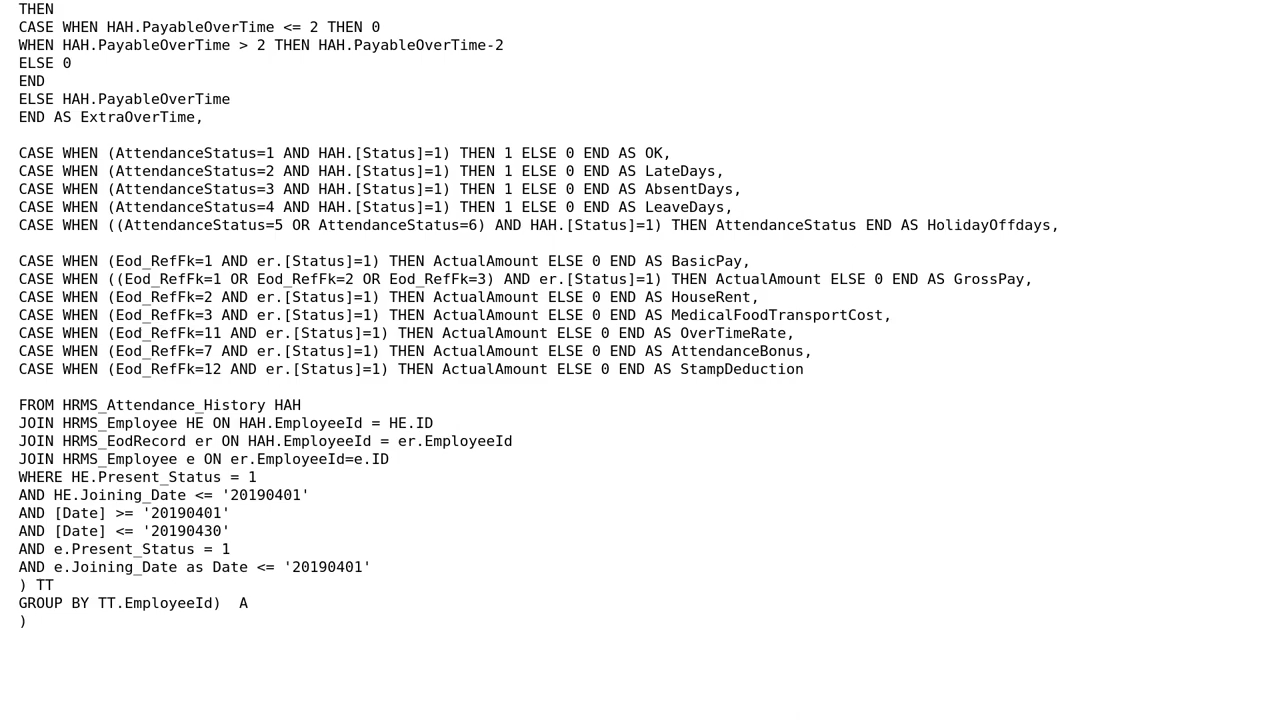 THEN
CASE WHEN HAH.PayableOverTime <= 2 THEN 0
WHEN HAH.PayableOverTime > 2 THEN HAH.PayableOverTime-2
ELSE 0
END
ELSE HAH.PayableOverTime
END AS ExtraOverTime,
CASE WHEN (AttendanceStatus=1 AND HAH.[Status]=1) THEN 1 ELSE 0 END AS OK,
CASE WHEN (AttendanceStatus=2 AND HAH.[Status]=1) THEN 1 ELSE 0 END AS LateDays,
CASE WHEN (AttendanceStatus=3 AND HAH.[Status]=1) THEN 1 ELSE 0 END AS AbsentDays,
CASE WHEN (AttendanceStatus=4 AND HAH.[Status]=1) THEN 1 ELSE 0 END AS LeaveDays,
CASE WHEN ((AttendanceStatus=5 OR AttendanceStatus=6) AND HAH.[Status]=1) THEN AttendanceStatus END AS HolidayOffdays,
CASE WHEN (Eod_RefFk=1 AND er.[Status]=1) THEN ActualAmount ELSE 0 END AS BasicPay,
CASE WHEN ((Eod_RefFk=1 OR Eod_RefFk=2 OR Eod_RefFk=3) AND er.[Status]=1) THEN ActualAmount ELSE 0 END AS GrossPay,
CASE WHEN (Eod_RefFk=2 AND er.[Status]=1) THEN ActualAmount ELSE 0 END AS HouseRent,
CASE WHEN (Eod_RefFk=3 AND er.[Status]=1) THEN ActualAmount ELSE 0 END AS MedicalFoodTransportCost,
CASE WHEN (Eod_RefFk=11 AND er.[Status]=1) THEN ActualAmount ELSE 0 END AS OverTimeRate,
CASE WHEN (Eod_RefFk=7 AND er.[Status]=1) THEN ActualAmount ELSE 0 END AS AttendanceBonus,
CASE WHEN (Eod_RefFk=12 AND er.[Status]=1) THEN ActualAmount ELSE 0 END AS StampDeduction
FROM HRMS_Attendance_History HAH
JOIN HRMS_Employee HE ON HAH.EmployeeId = HE.ID
JOIN HRMS_EodRecord er ON HAH.EmployeeId = er.EmployeeId
JOIN HRMS_Employee e ON er.EmployeeId=e.ID
WHERE HE.Present_Status = 1
AND HE.Joining_Date <= '20190401'
AND [Date] >= '20190401'
AND [Date] <= '20190430'
AND e.Present_Status = 1
AND e.Joining_Date as Date <= '20190401'
) TT
GROUP BY TT.EmployeeId)  A
)